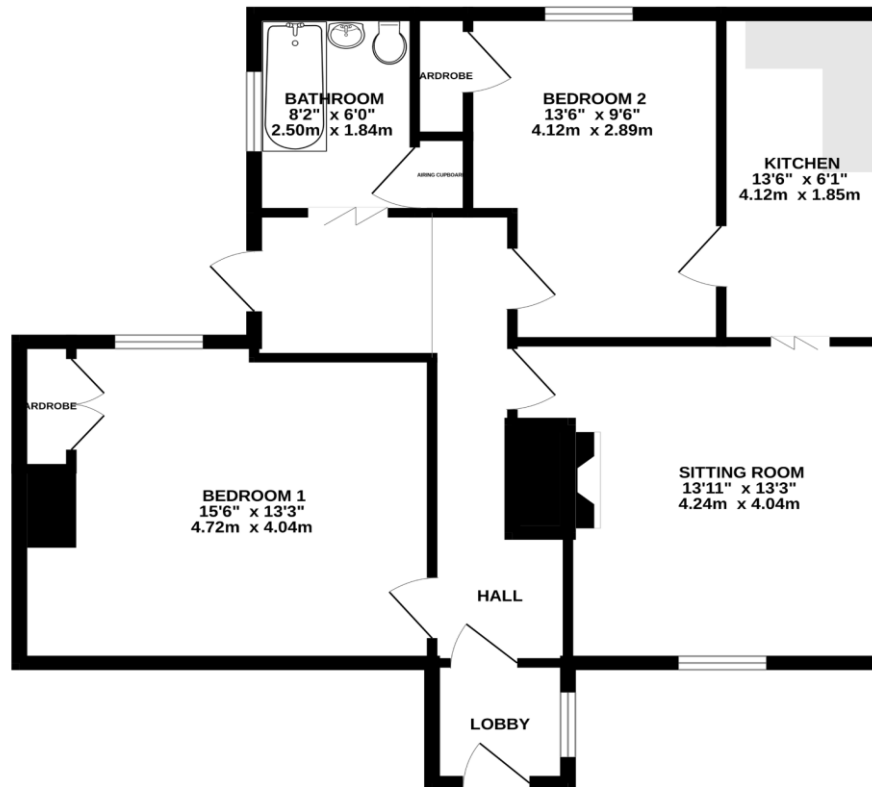 BATHROOM
8'2" x 6'0"
2.50m x 1.84m
ARDROBE
BEDROOM 2
13'6" x 9'6"
4.12m x 2.89m
AIRING CUPBOARD
KITCHEN
13'6" x 6'1"
4.12m x 1.85m
ARDROBE
BEDROOM 1
15'6" x 13'3"
4.72m x 4.04m
SITTING ROOM
13'11" x 13'3"
4.24m x 4.04m
HALL
LOBBY